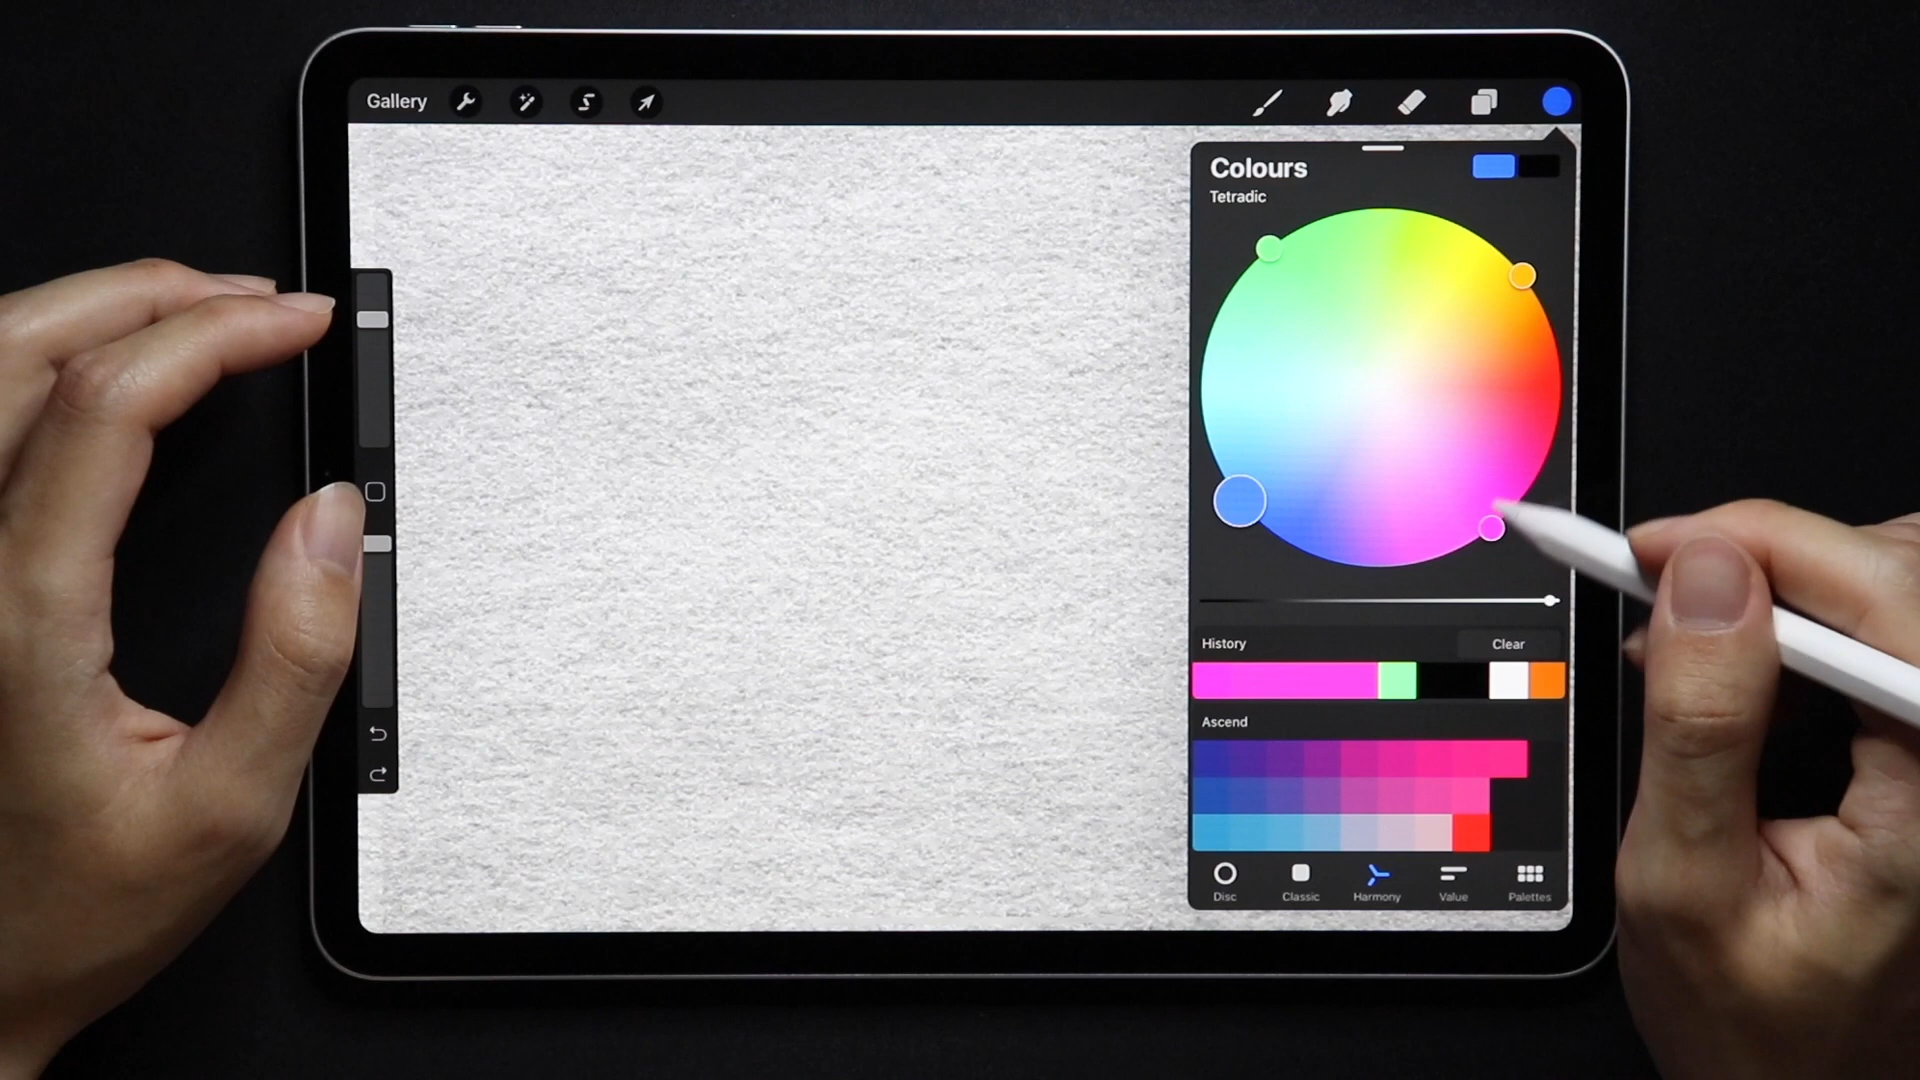 Gallery
Colours
Tetradic
History
Clear
Ascend
Disc
Classic
Harmony
Value
Palettes